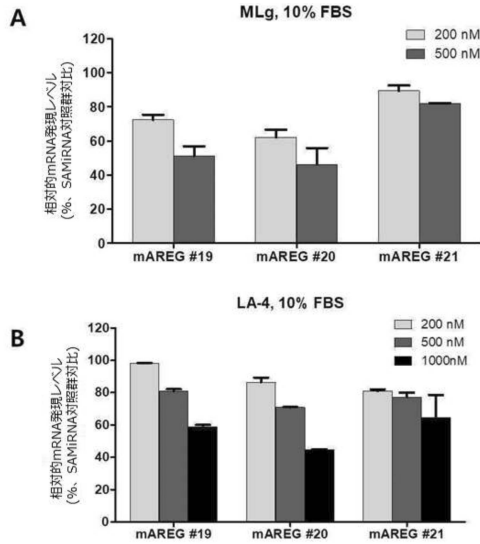 A
MLg, 10% FBS
200 nM
500 nM
相対的mRNA発現レベル
(%、SAMiRNA対照群対比)
120
100
80
60
40
20
0
mAREG #19
mAREG #20
mAREG #21
B
LA-4, 10% FBS
200 nM
500 nM
1000nM
相対的mRNA発現レベル
(%、SAMiRNA対照群対比)
120
100
80
60
40
20
0
mAREG #19
mAREG #20
mAREG #21